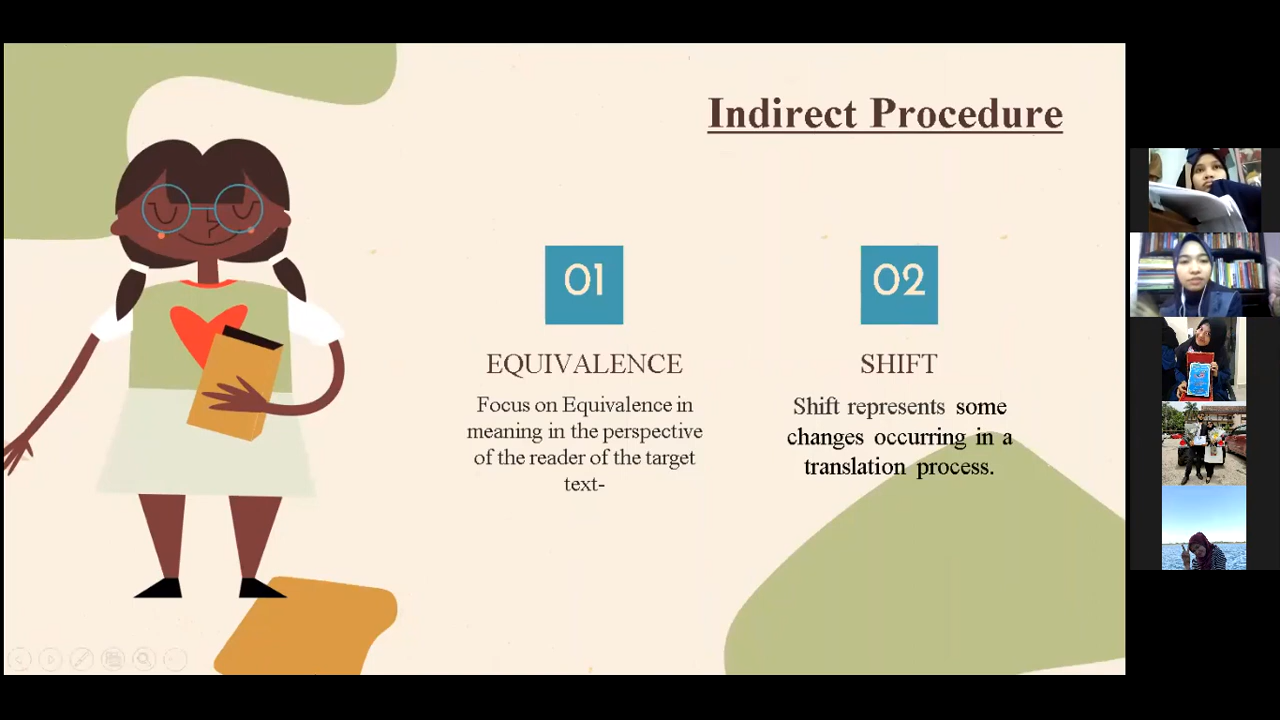 Indirect Procedure
01
EQUIVALENCE
Focus on Equivalence in
meaning in the perspective
of the reader of the target
text-
02
SHIFT
Shift represents some
changes occurring in a
translation process.